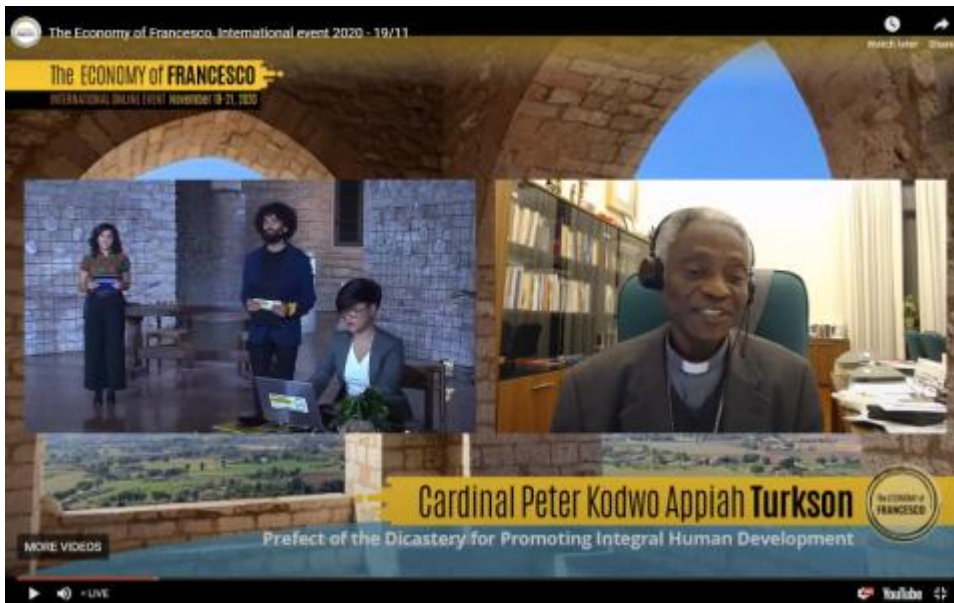 The Economy of Francesco, International event 2020 - 19/11
Watch later
Share
The ECONOMY of FRANCESCO
INTERNATIONAL ONLINE EVENT November 19-21, 2020
Cardinal Peter Kodwo Appiah Turkson
The ECONOMY of
FRANCESCO
Prefect of the Dicastery for Promoting Integral Human Development
MORE VIDEOS
LIVE
YouTube